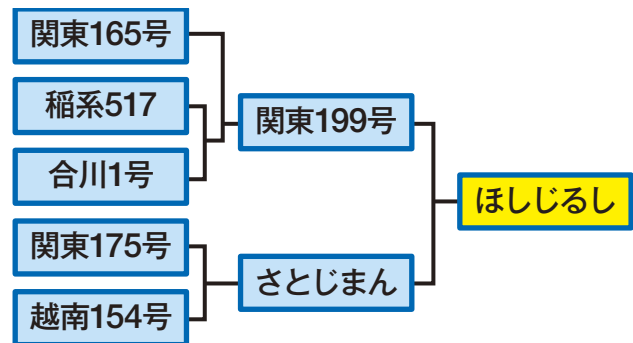 関東165号
稲系517
合川1号
関東175号
越南154号
関東199号
さとじまん
ほしじるし